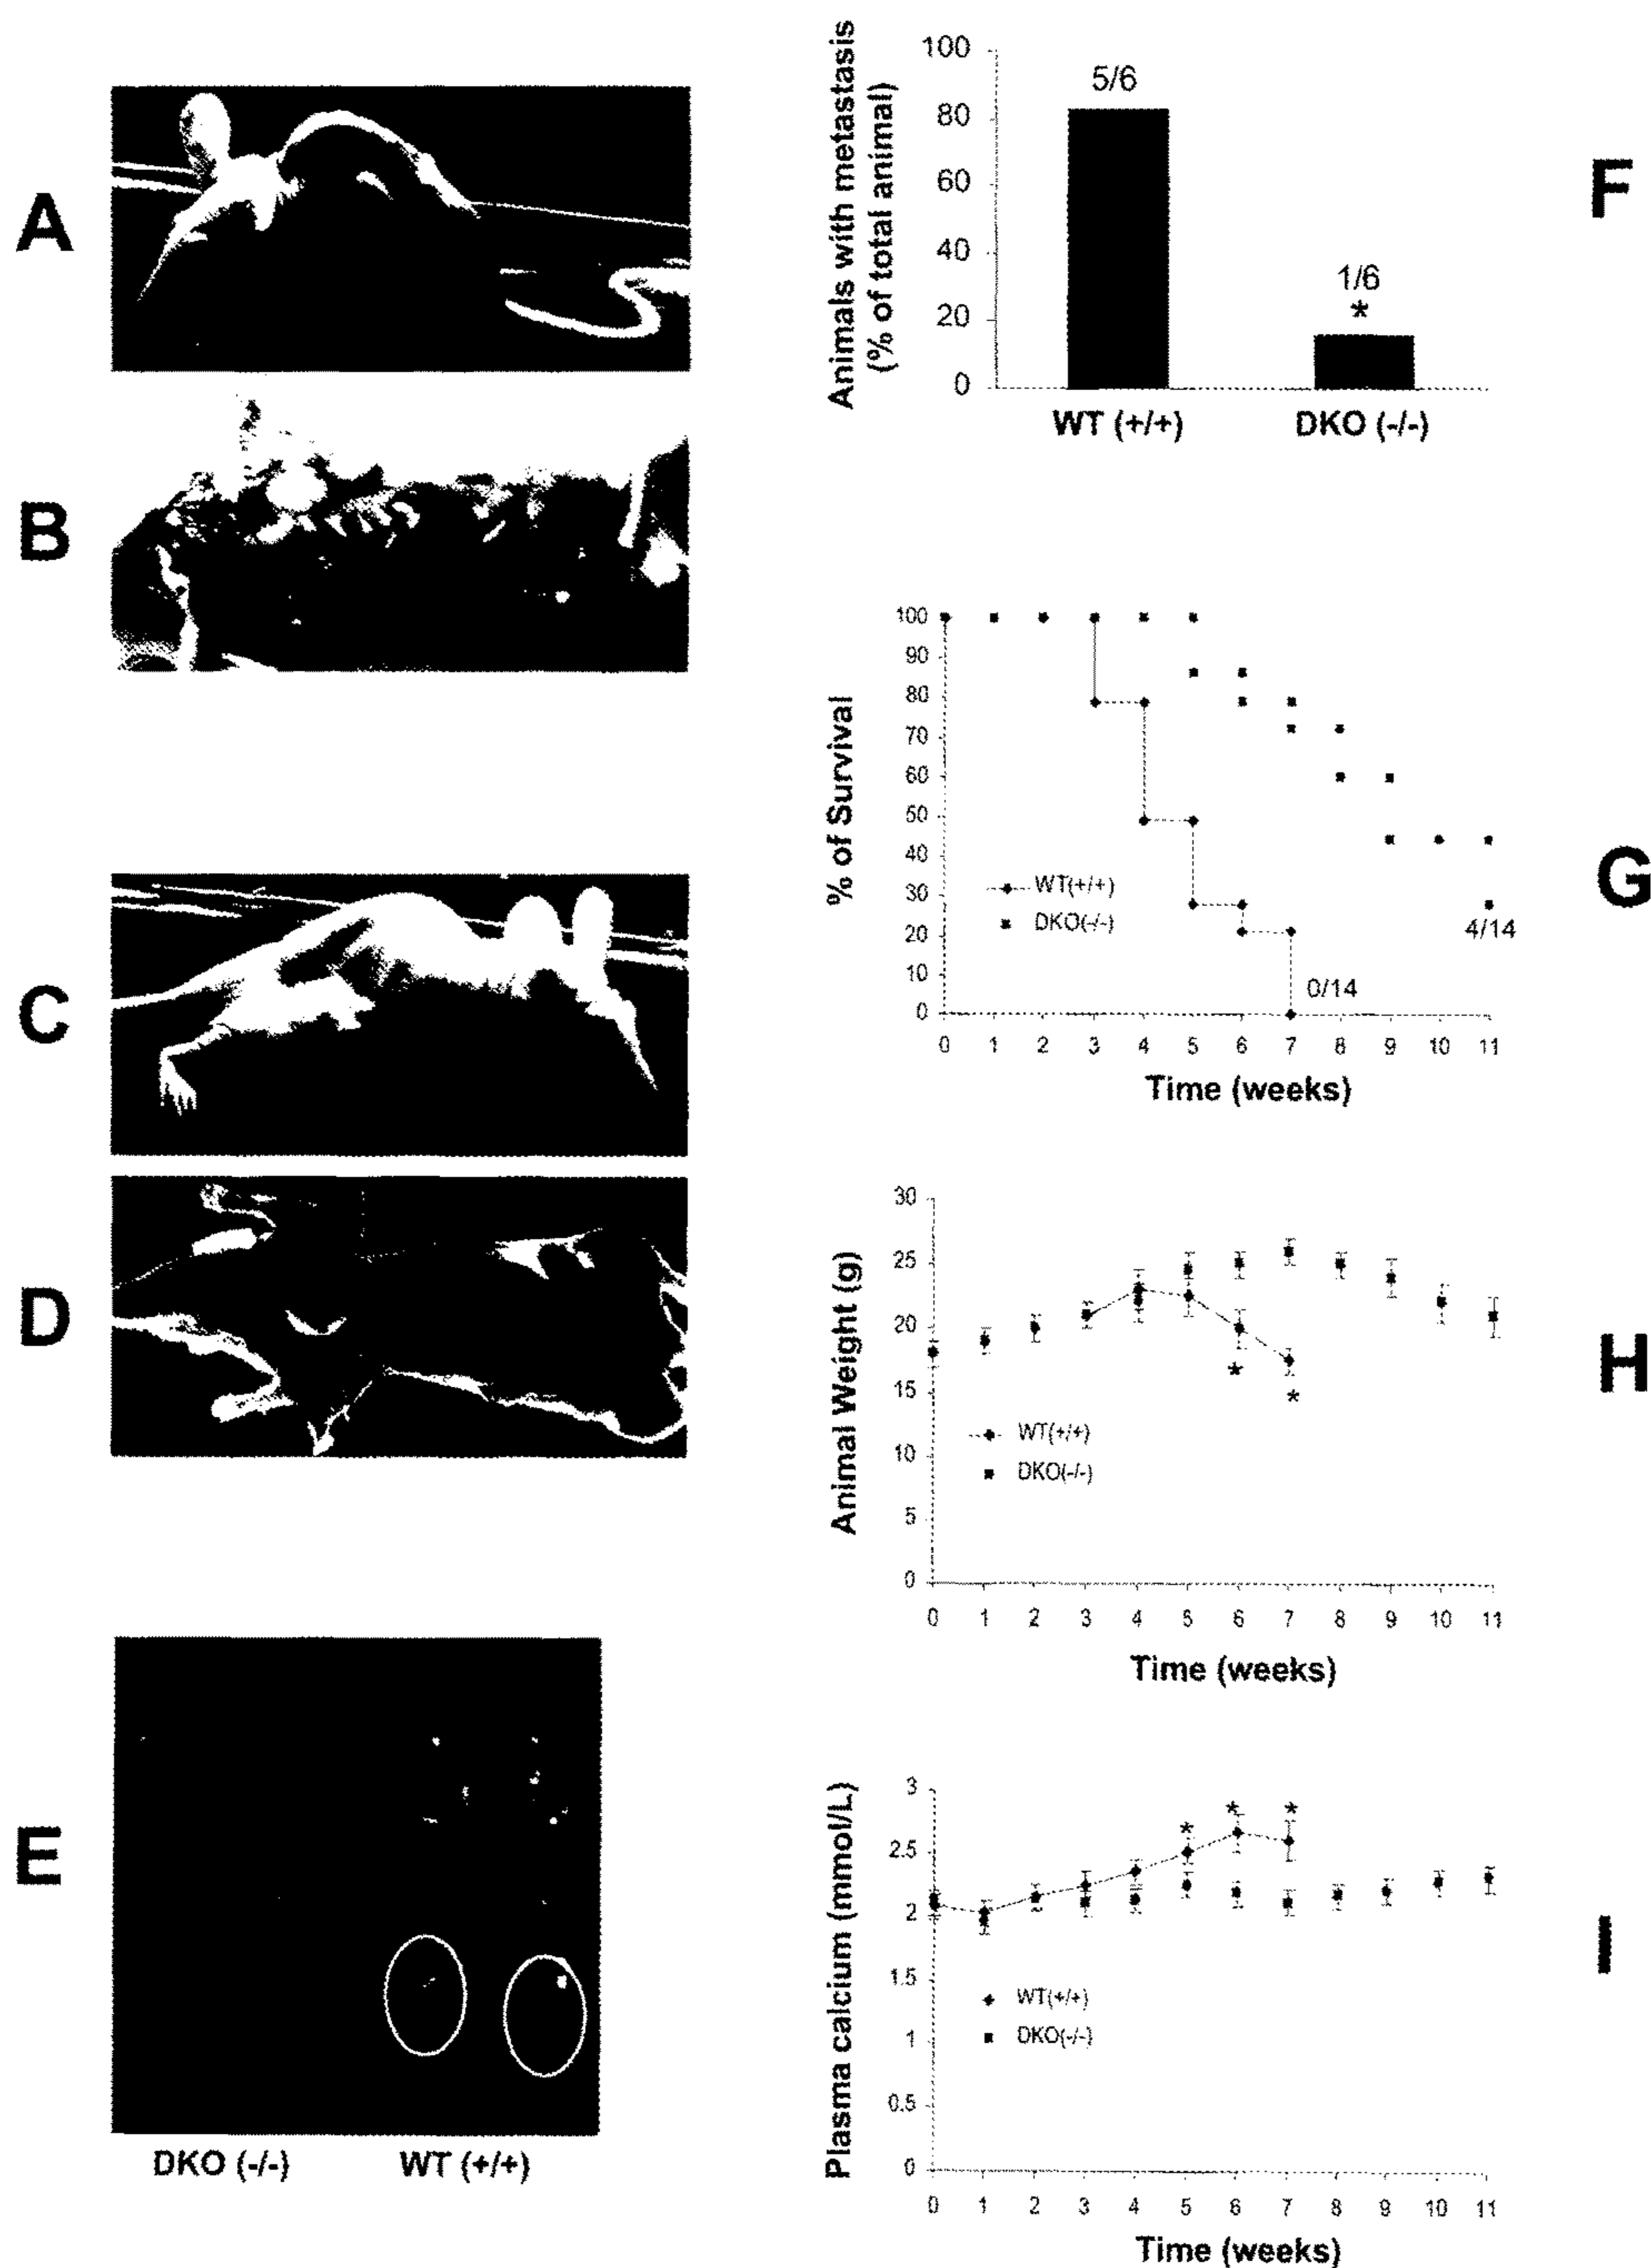 A
B
C
D
E
DKO (-/-)
WT (+/+)
Animals with metastasis
(% of total animal)
100
80
60
40
20
0
5/6
1/6
*
WT (+/+)
DKO (-/-)
F
% of Survival
100
90
80
70
60
50
40
30
20
10
0
WT(+/+)
DKO(-/-)
4/14
0/14
0 1 2 3 4 5 6 7 8 9 10 11
Time (weeks)
G
Animal Weight (g)
30
25
20
15
10
5
0
*
*
WT(+/+)
DKO(-/-)
0 1 2 3 4 5 6 7 8 9 10 11
Time (weeks)
H
Plasma calcium (mmol/L)
3
2.5
2
1.5
1
0.5
0
* * *
WT(+/+)
DKO(-/-)
0 1 2 3 4 5 6 7 8 9 10 11
Time (weeks)
I